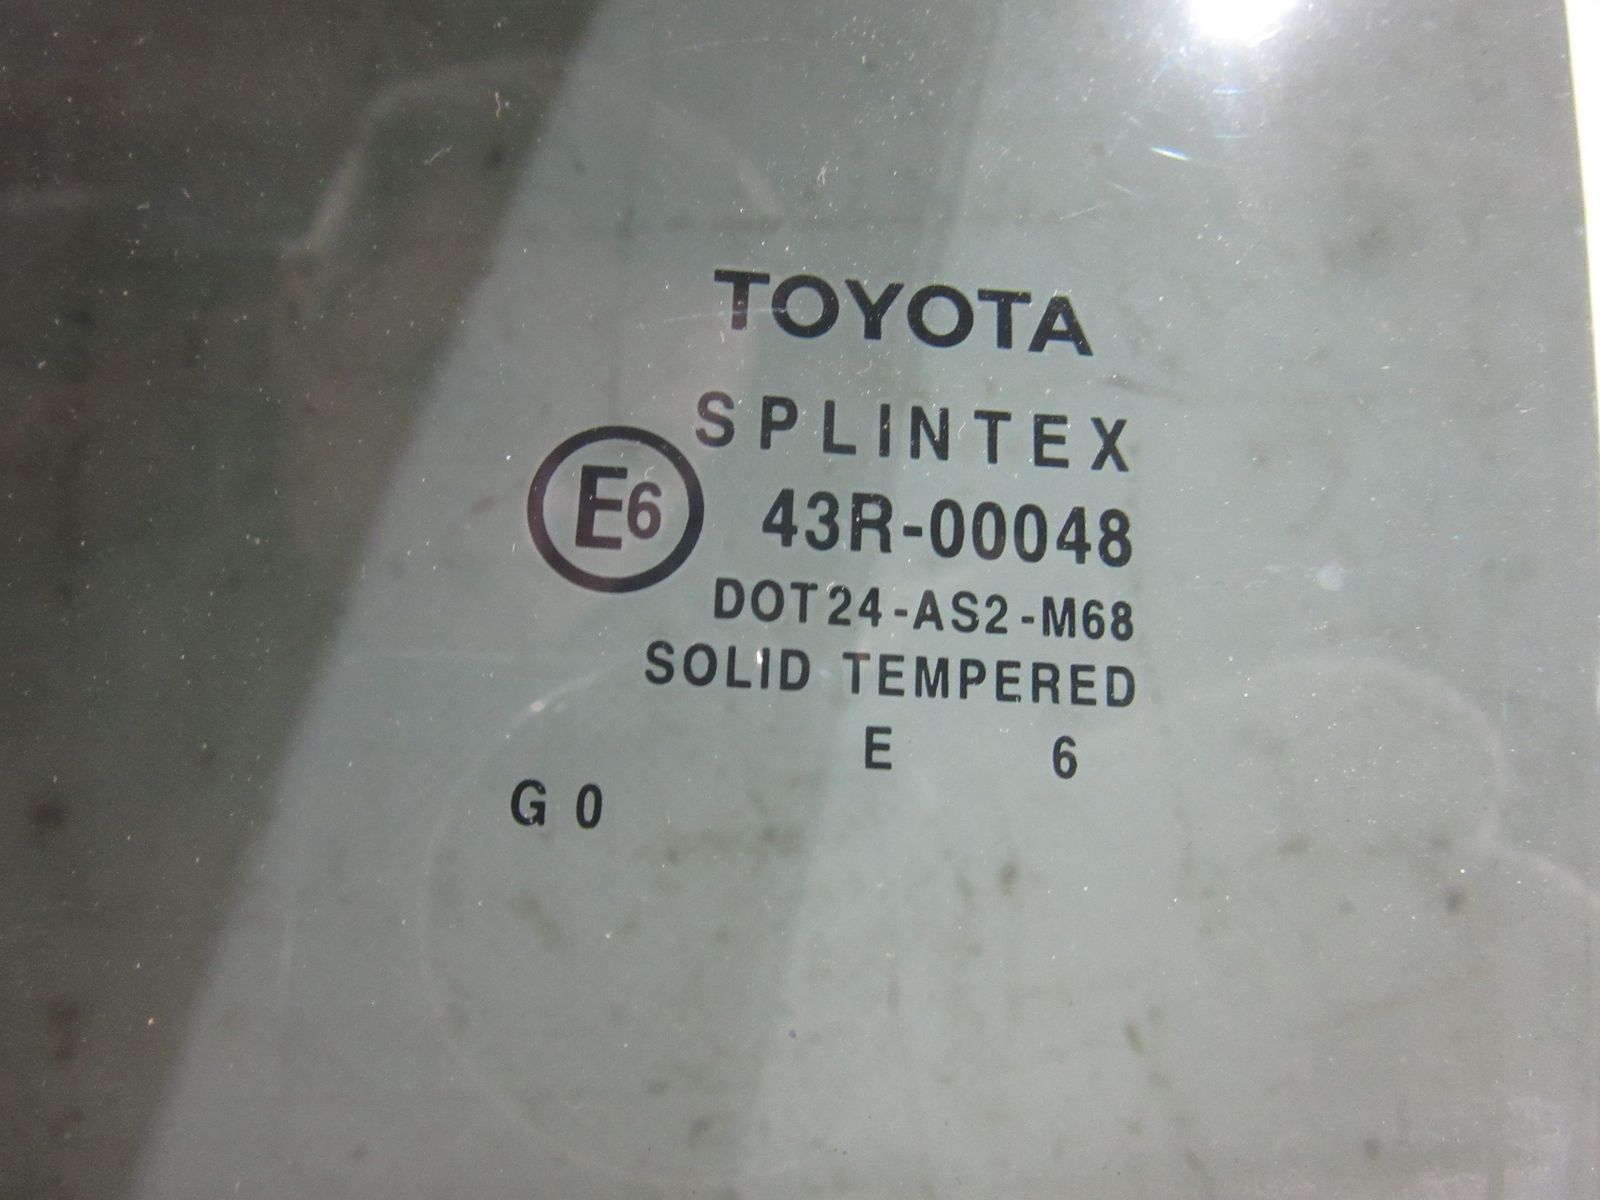 TOYOTA
SPLINTEX
E6 43R-00048
DOT24-AS2-M68
SOLID TEMPERED
E 6
G 0